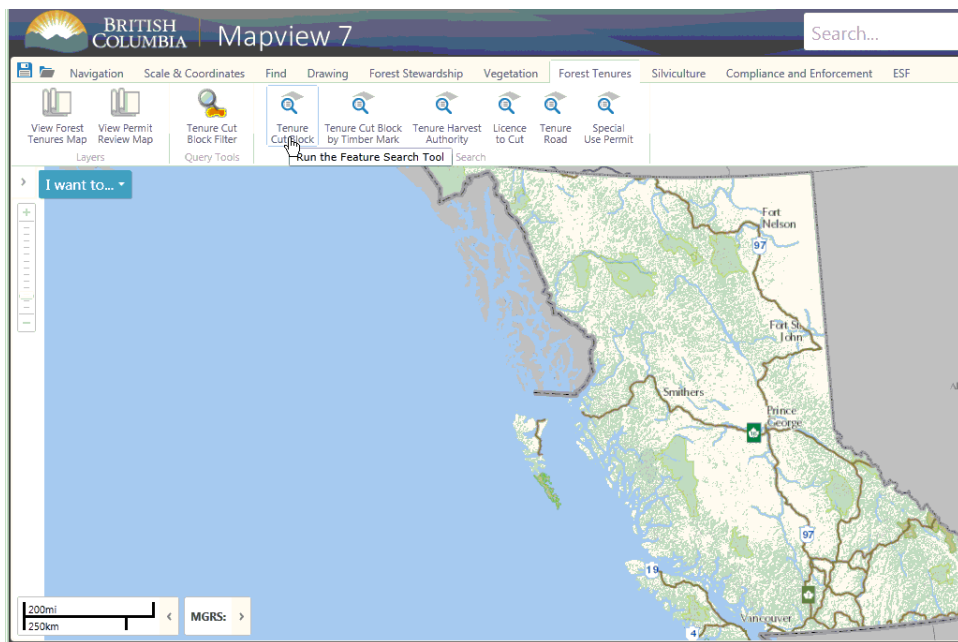 BRITISH
COLUMBIA
Mapview 7
Search...
Navigation Scale & Coordinates Find Drawing Forest Stewardship Vegetation Forest Tenures Silviculture Compliance and Enforcement ESF
View Forest
Tenures Map
View Permit
Review Map
Tenure Cut
Block Filter
Tenure
Cut Block
Tenure Cut Block
by Timber Mark
Tenure Harvest
Authority
Licence
to Cut
Tenure
Road
Special
Use Permit
Layers
Query Tools
Run the Feature Search Tool
Search
I want to...
Fort
Nelson
97
Fort St.
John
Smithers
Prince
George
97
19
Vancouver
4
200mi
250km
MGRS: